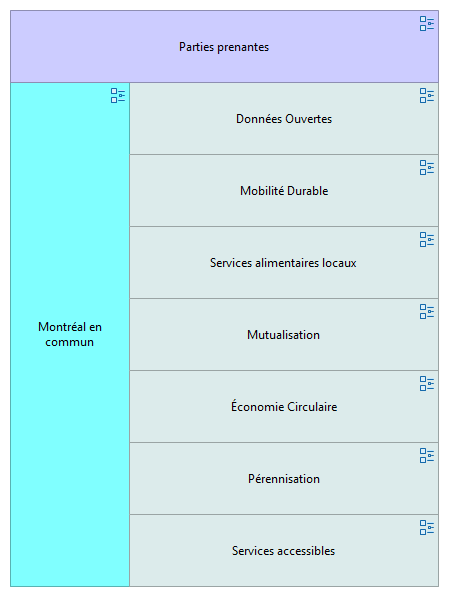 Parties prenantes
Données Ouvertes
Mobilité Durable
Services alimentaires locaux
Montréal en
commun
Mutualisation
Économie Circulaire
Pérennisation
Services accessibles